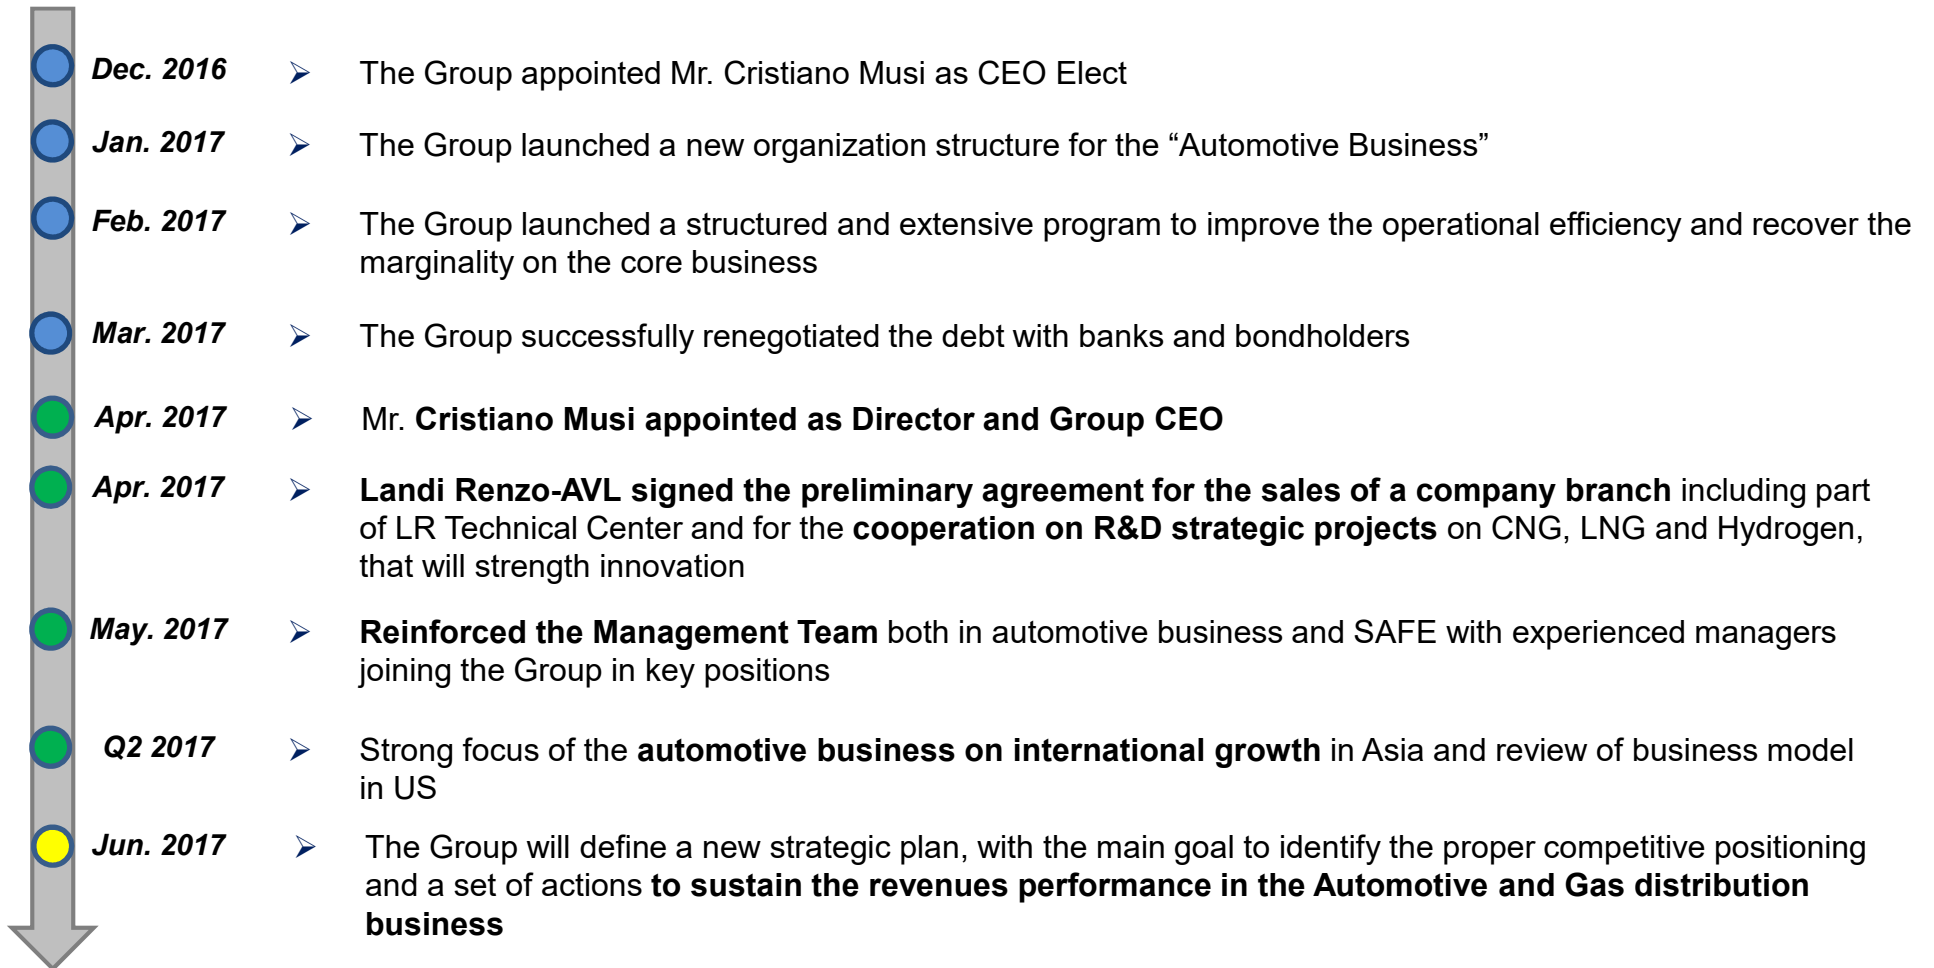 Dec. 2016 ➢ The Group appointed Mr. Cristiano Musi as CEO Elect
Jan. 2017 ➢ The Group launched a new organization structure for the “Automotive Business”
Feb. 2017 ➢ The Group launched a structured and extensive program to improve the operational efficiency and recover the
marginality on the core business
Mar. 2017 ➢ The Group successfully renegotiated the debt with banks and bondholders
Apr. 2017 ➢ Mr. Cristiano Musi appointed as Director and Group CEO
Apr. 2017 ➢ Landi Renzo-AVL signed the preliminary agreement for the sales of a company branch including part
of LR Technical Center and for the cooperation on R&D strategic projects on CNG, LNG and Hydrogen,
that will strength innovation
May. 2017 ➢ Reinforced the Management Team both in automotive business and SAFE with experienced managers
joining the Group in key positions
Q2 2017 ➢ Strong focus of the automotive business on international growth in Asia and review of business model
in US
Jun. 2017 ➢ The Group will define a new strategic plan, with the main goal to identify the proper competitive positioning
and a set of actions to sustain the revenues performance in the Automotive and Gas distribution
business